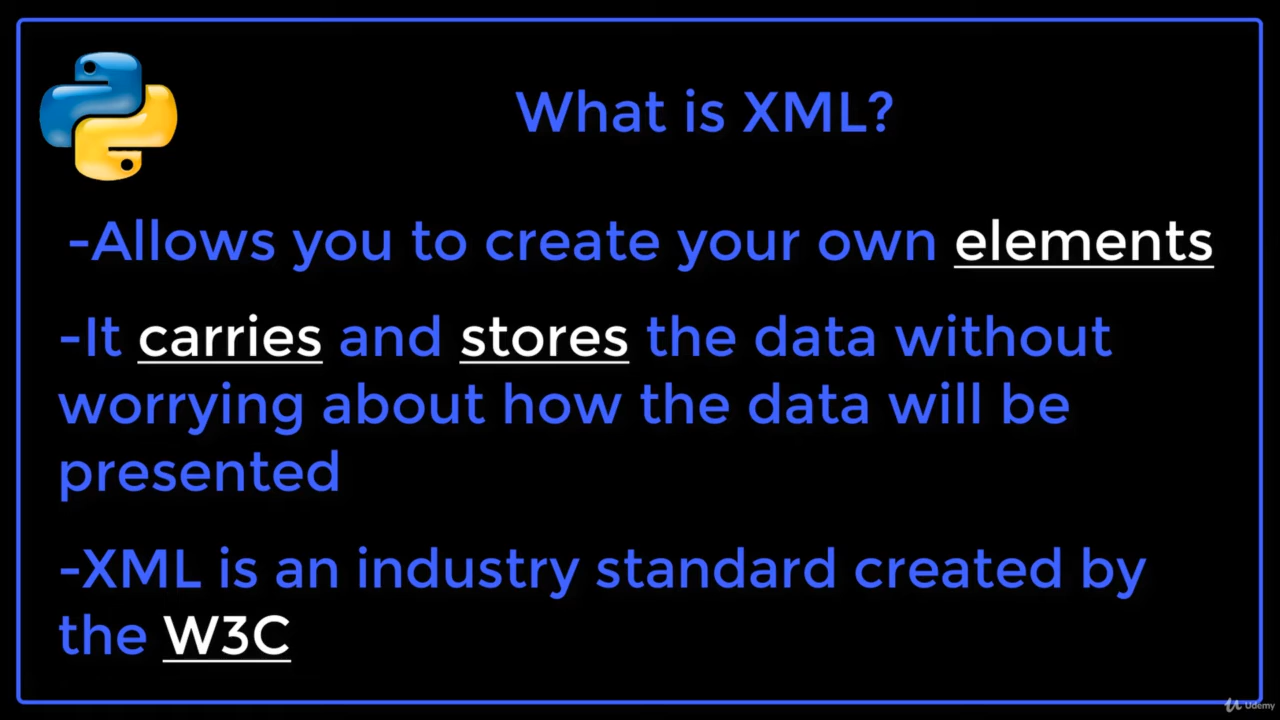 What is XML?
-Allows you to create your own elements
-It carries and stores the data without
worrying about how the data will be
presented
-XML is an industry standard created by
the W3C
Udemy